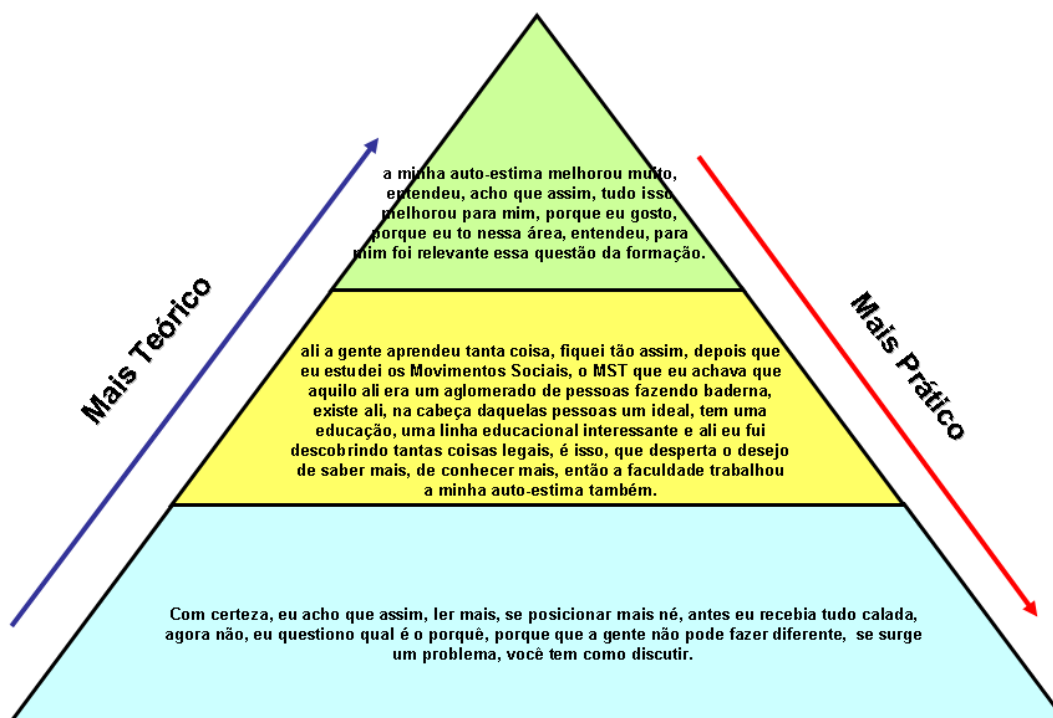 a minha auto-estima melhorou muito,
entendeu, acho que assim, tudo isso
melhorou para mim, porque eu gosto,
porque eu to nessa área, entendeu, para
mim foi relevante essa questão da formação.
Mais Teórico
Mais Prático
ali a gente aprendeu tanta coisa, fiquei tão assim, depois que
eu estudei os Movimentos Sociais, o MST que eu achava que
aquilo ali era um aglomerado de pessoas fazendo baderna,
existe ali, na cabeça daquelas pessoas um ideal, tem uma
educação, uma linha educacional interessante e ali eu fui
descobrindo tantas coisas legais, é isso, que desperta o desejo
de saber mais, de conhecer mais, então a faculdade trabalhou
a minha auto-estima também.
Com certeza, eu acho que assim, ler mais, se posicionar mais né, antes eu recebia tudo calada,
agora não, eu questiono qual é o porquê, porque que a gente não pode fazer diferente, se surge
um problema, você tem como discutir.